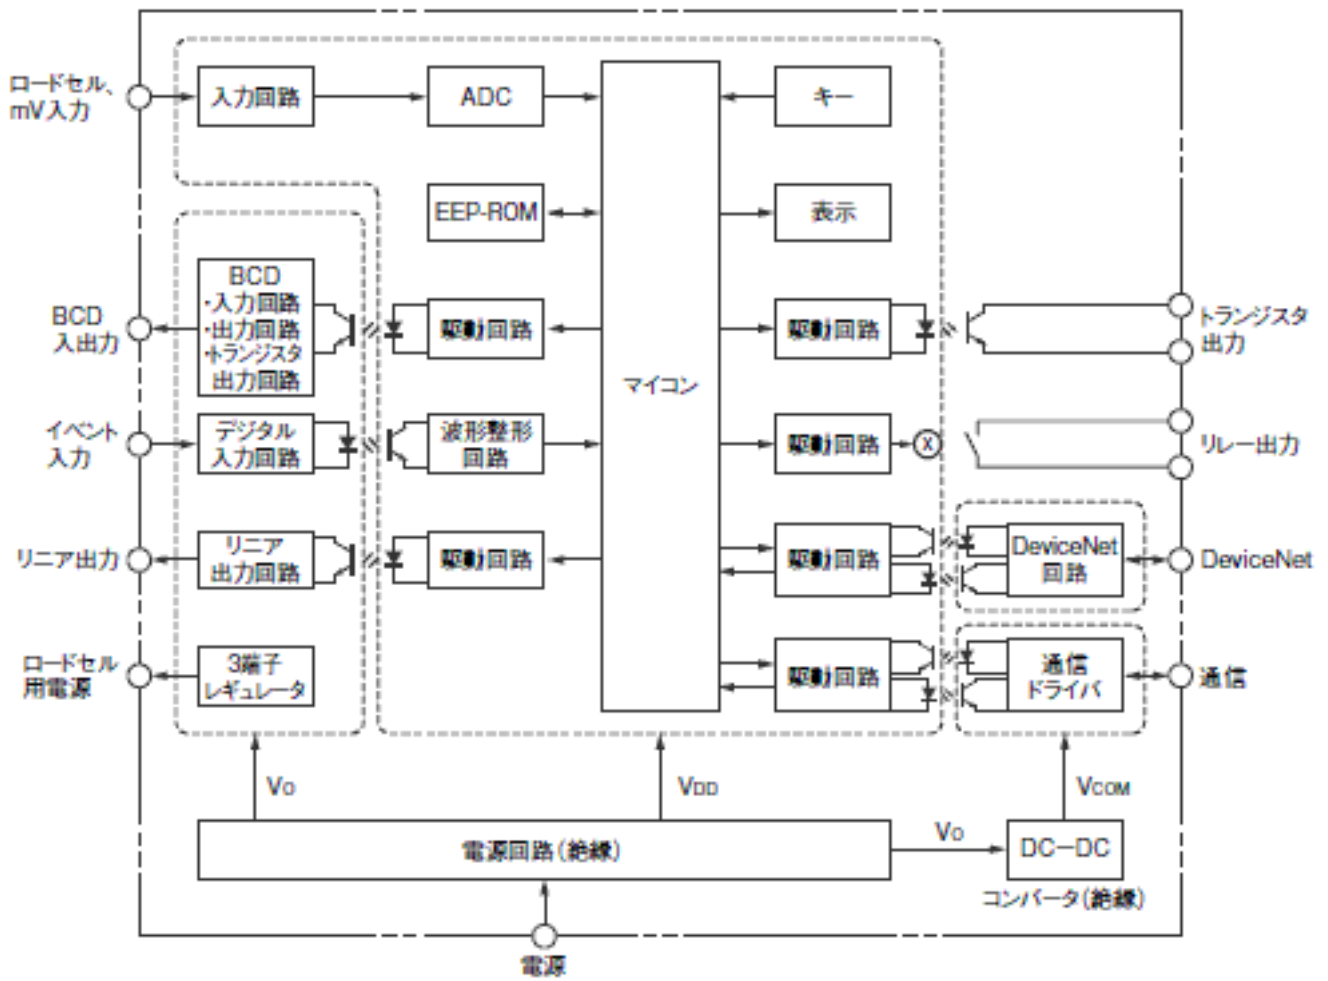 ロードセル、
mV入力
入力回路
ADC
キー
EEP-ROM
表示
BCD
入出力
BCD
・入力回路
・出力回路
・トランジスタ
出力回路
駆動回路
マイコン
駆動回路
トランジスタ
出力
イベント
入力
デジタル
入力回路
波形整形
回路
駆動回路
X
リレー出力
リニア出力
リニア
出力回路
駆動回路
駆動回路
DeviceNet
回路
DeviceNet
ロードセル
用電源
3端子
レギュレータ
駆動回路
通信
ドライバ
通信
VO
VDD
VCOM
電源回路(絶縁)
VO
DC－DC
コンバータ(絶縁)
電源